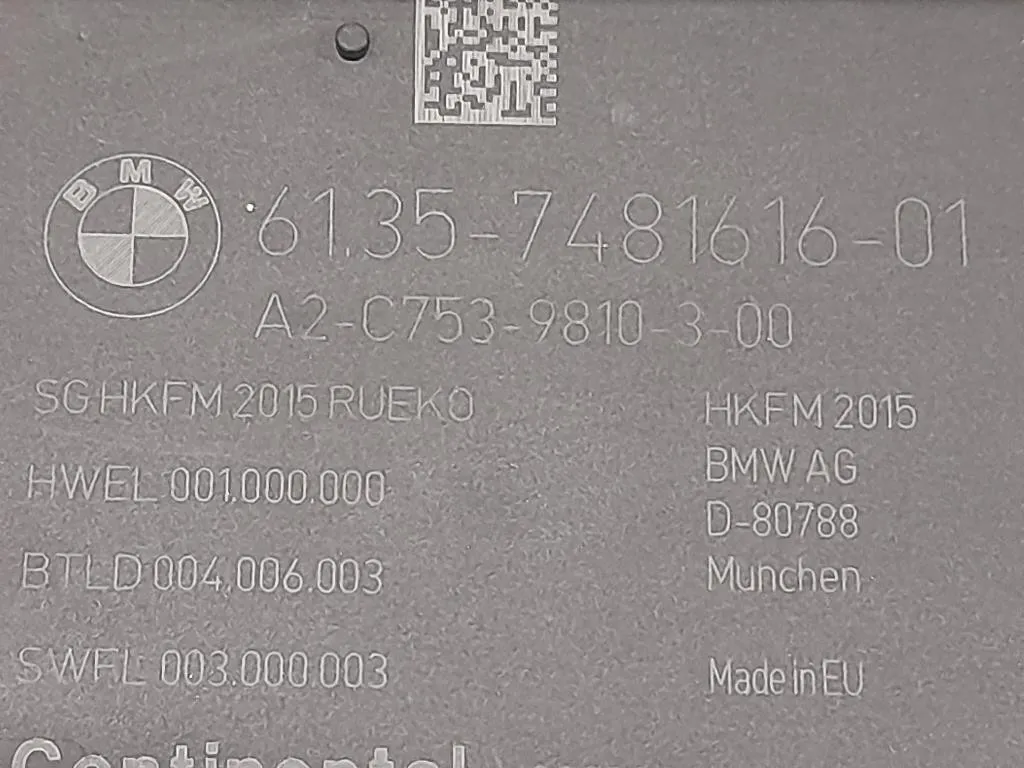 BMW
61.35-7481616-01
A2-C753-9810-3-00
SG HKFM 2015 RUEKO
HWEL 001.000.000
BTLD 004.006.003
SWFL 003.000.003
HKFM 2015
BMW AG
D-80788
Munchen
Made in EU
Continental